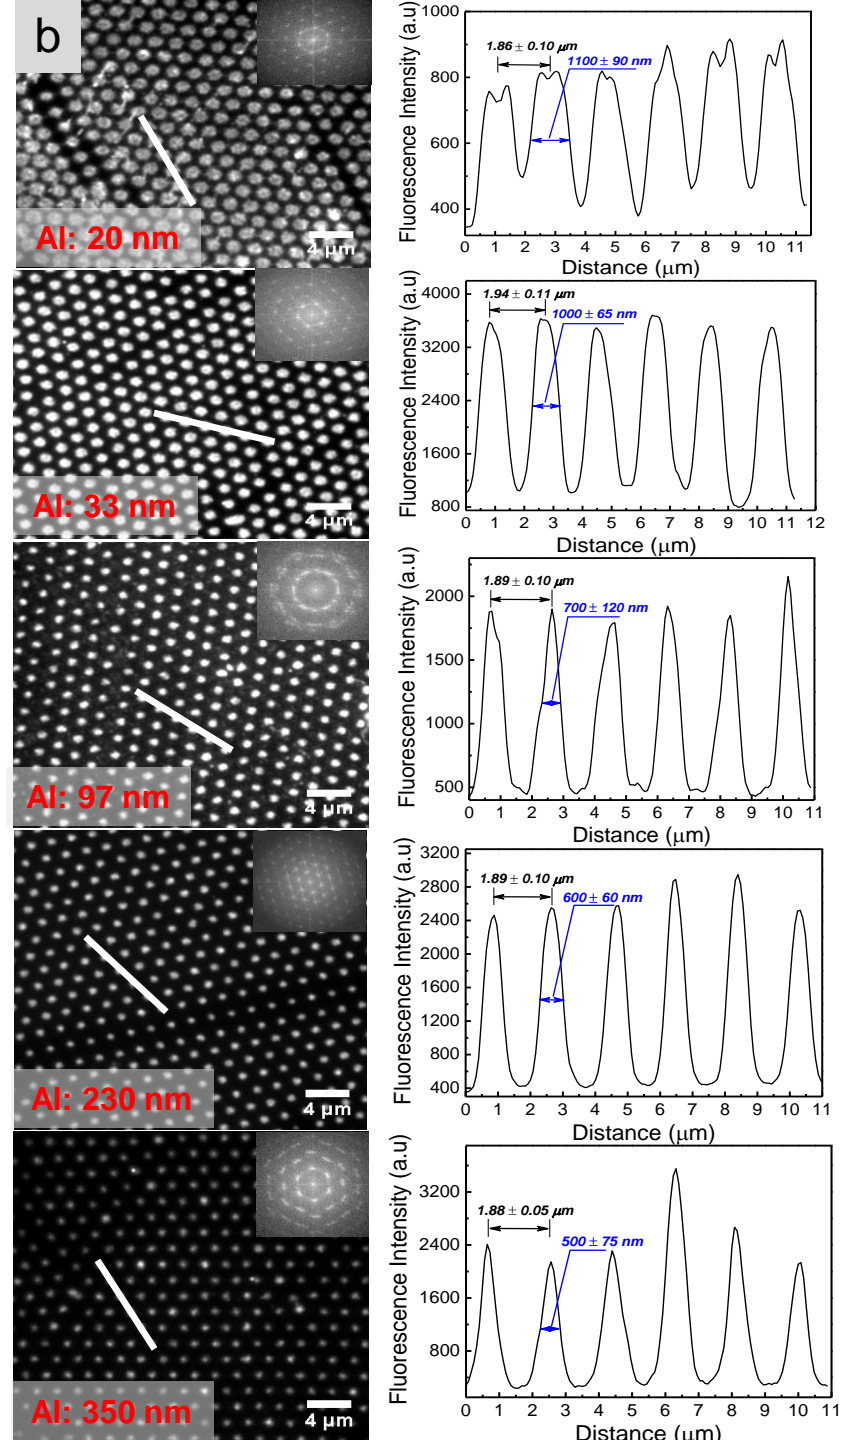 b
Al: 20 nm
4 μm
Fluorescence Intensity (a.u)
1000
800
600
400
1.86 ± 0.10 μm
1100 ± 90 nm
0 1 2 3 4 5 6 7 8 9 10 11
Distance (μm)
Al: 33 nm
4 μm
Fluorescence Intensity (a.u)
4000
3200
2400
1600
800
1.94 ± 0.11 μm
1000 ± 65 nm
0 1 2 3 4 5 6 7 8 9 10 11 12
Distance (μm)
Al: 97 nm
4 μm
Fluorescence Intensity (a.u)
2000
1500
1000
500
1.89 ± 0.10 μm
700 ± 120 nm
0 1 2 3 4 5 6 7 8 9 10 11
Distance (μm)
Al: 230 nm
4 μm
Fluorescence Intensity (a.u)
3200
2800
2400
2000
1600
1200
800
400
1.89 ± 0.10 μm
600 ± 60 nm
0 1 2 3 4 5 6 7 8 9 10 11
Distance (μm)
Al: 350 nm
4 μm
Fluorescence Intensity (a.u)
3200
2400
1600
800
1.88 ± 0.05 μm
500 ± 75 nm
0 1 2 3 4 5 6 7 8 9 10 11
Distance (μm)